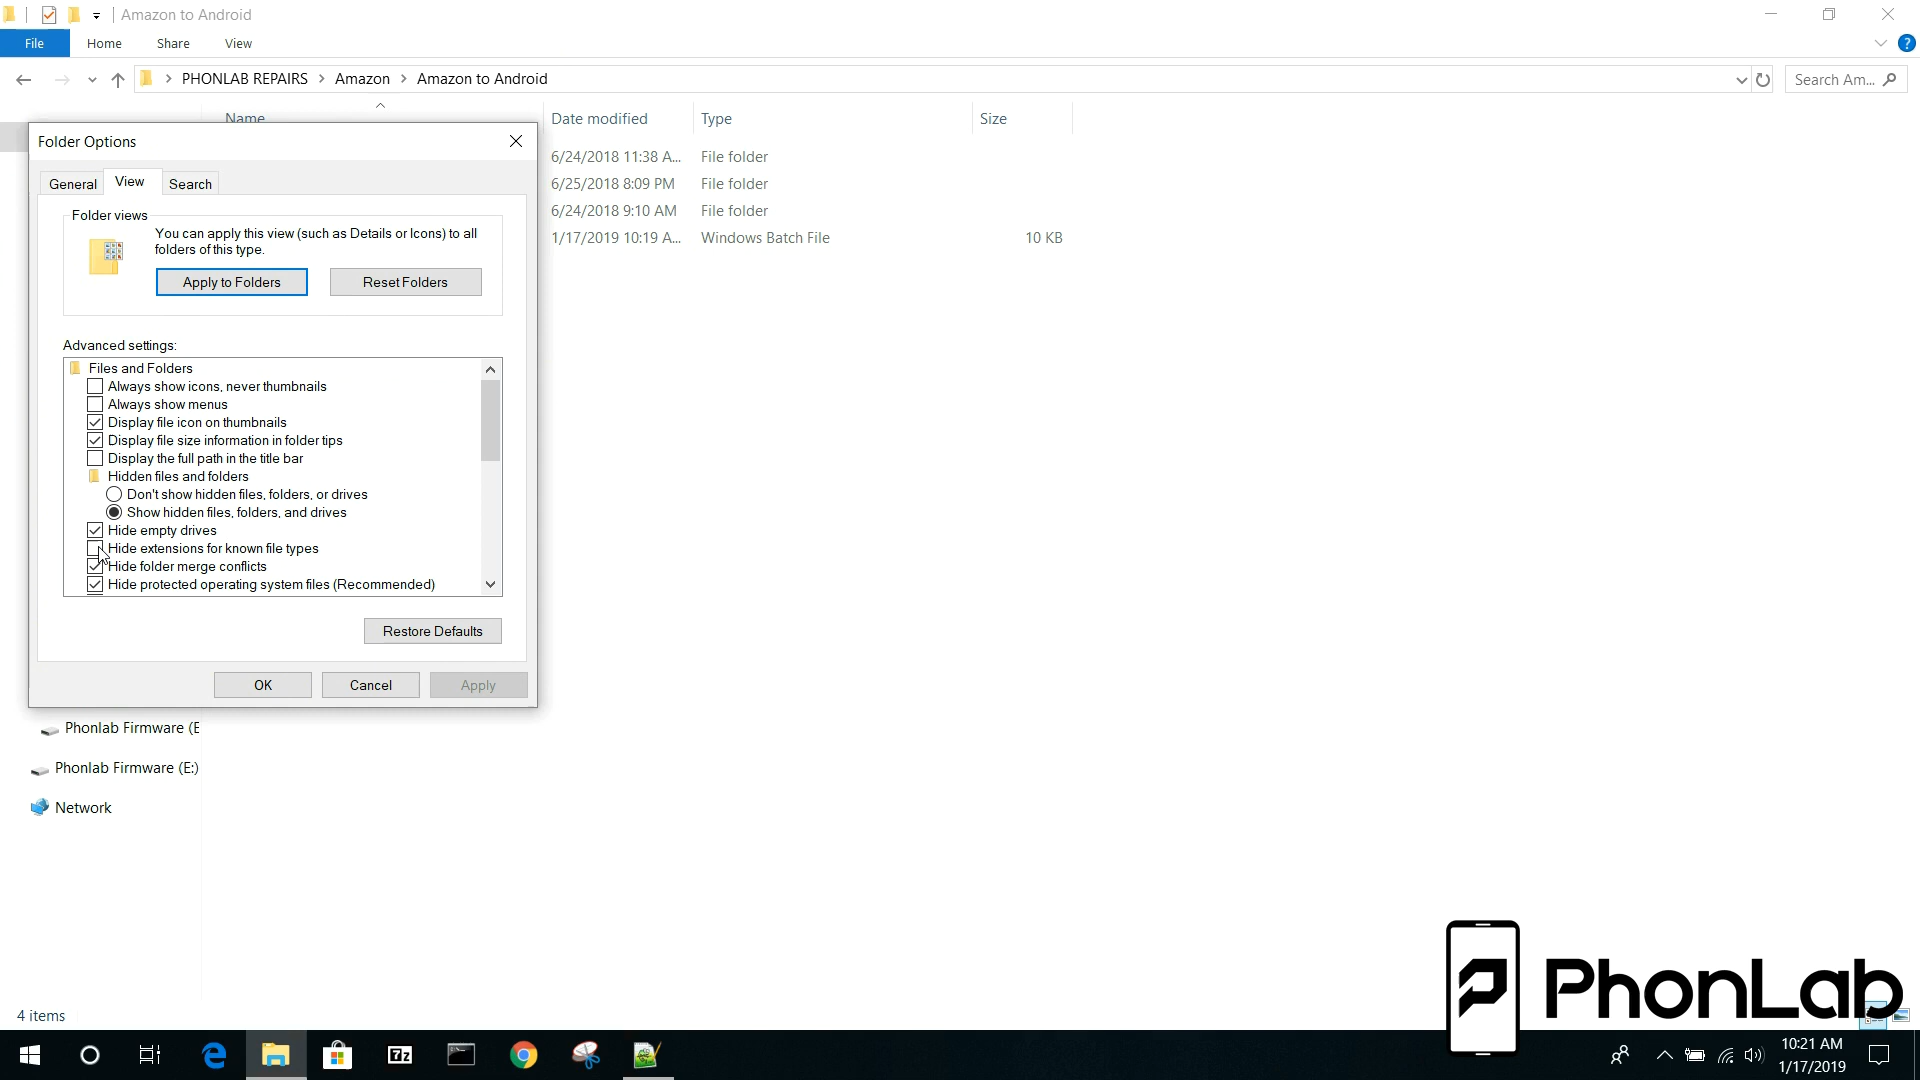 Amazon to Android
File Home Share View
PHONLAB REPAIRS > Amazon > Amazon to Android
Search Am...
Name Date modified Type Size
6/24/2018 11:38 A... File folder
6/25/2018 8:09 PM File folder
6/24/2018 9:10 AM File folder
1/17/2019 10:19 A... Windows Batch File 10 KB
Folder Options
General View Search
Folder views
You can apply this view (such as Details or Icons) to all
folders of this type.
Apply to Folders Reset Folders
Advanced settings:
Files and Folders
Always show icons, never thumbnails
Always show menus
Display file icon on thumbnails
Display file size information in folder tips
Display the full path in the title bar
Hidden files and folders
Don't show hidden files, folders, or drives
Show hidden files, folders, and drives
Hide empty drives
Hide extensions for known file types
Hide folder merge conflicts
Hide protected operating system files (Recommended)
Restore Defaults
OK Cancel Apply
Phonlab Firmware (E
Phonlab Firmware (E:)
Network
4 items
PhonLab
7z
10:21 AM
1/17/2019